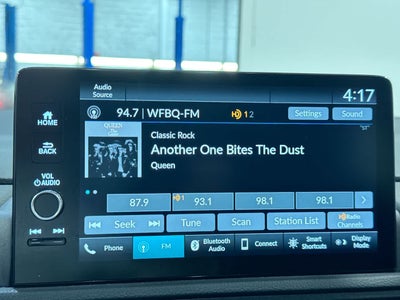 Audio
Source
4:17
94.7 | WFBQ-FM
1 2
Settings
Sound
HOME
BACK
VOL
AUDIO
QUEEN
Classic Rock
Another One Bites The Dust
Queen
87.9
1
93.1
98.1
98.1
Seek
Tune
Scan
Station List
Radio
Channels
Phone
FM
Bluetooth
Audio
Connect
Smart
Shortcuts
Display
Mode